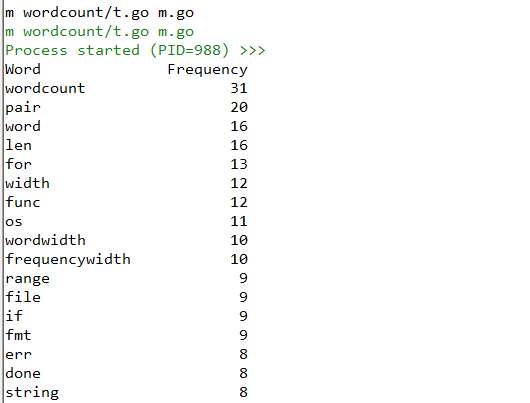 m wordcount/t.go m.go
m wordcount/t.go m.go
Process started (PID=988) >>>
Word Frequency
wordcount 31
pair 20
word 16
len 16
for 13
width 12
func 12
os 11
wordwidth 10
frequencywidth 10
range 9
file 9
if 9
fmt 9
err 8
done 8
string 8